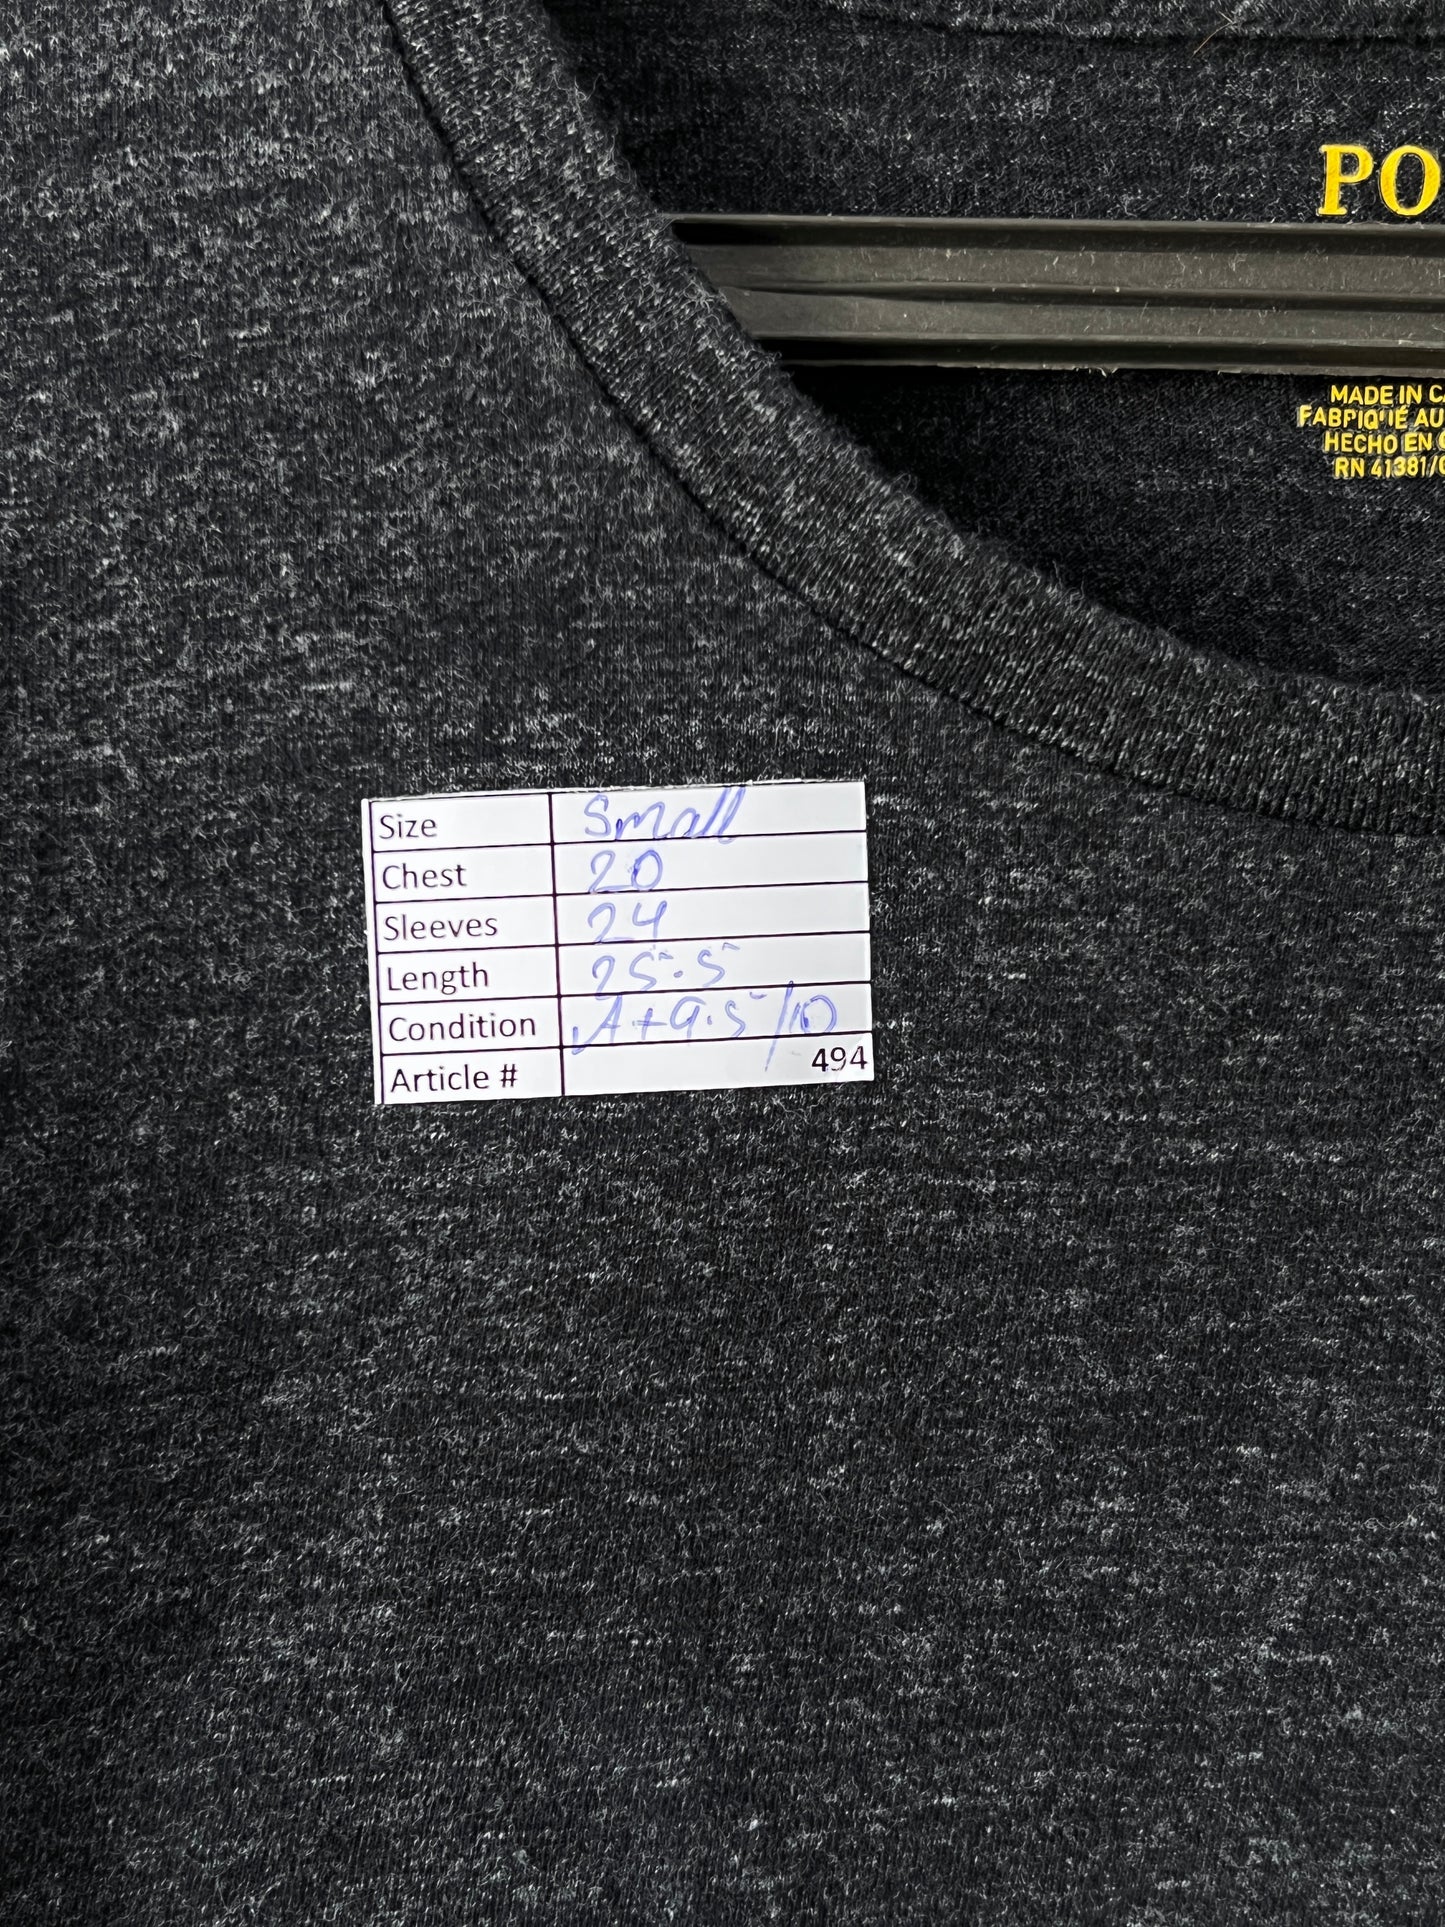 PO
MADE IN CA
FABRIQUÉ AU
HECHO EN C
RN 41381/C
Size Small
Chest 20
Sleeves 24
Length 25.5
Condition A+ 9.5/10
Article # 494